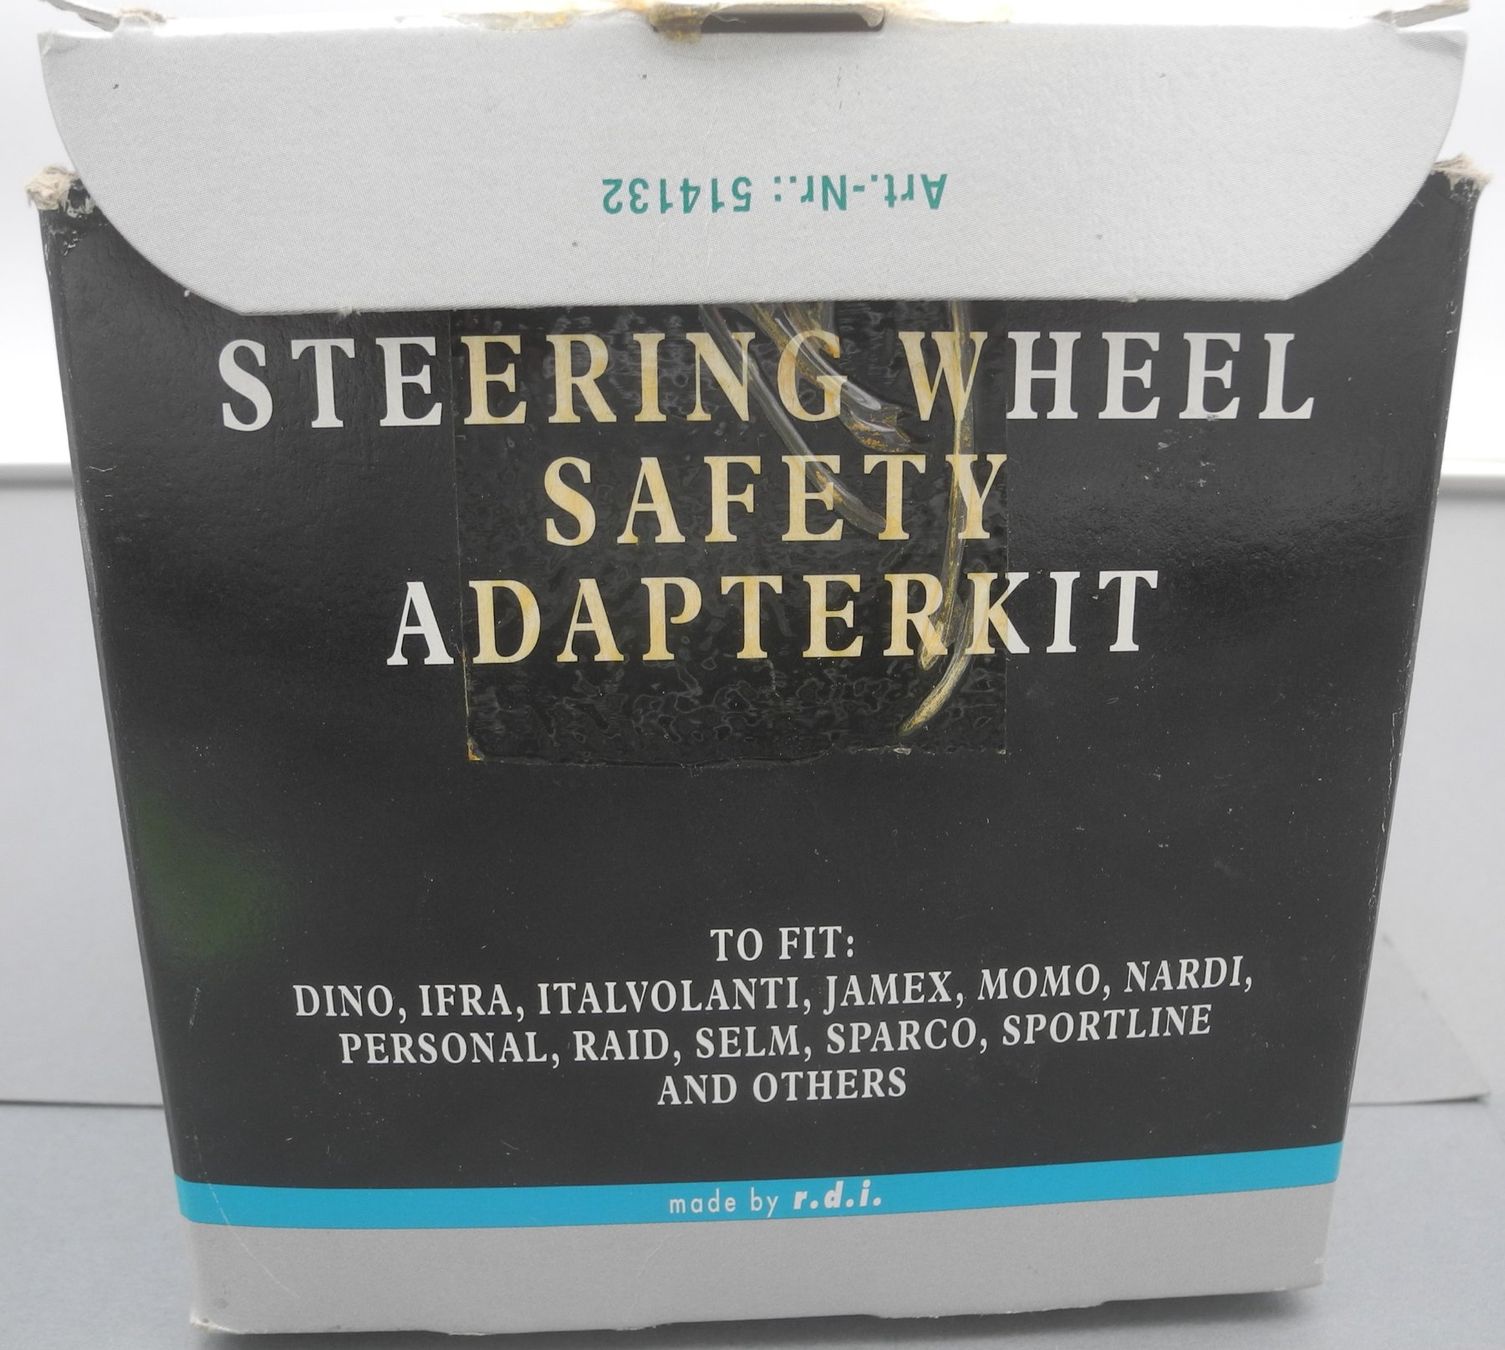 Art.-Nr.: 514132
STEERING WHEEL
SAFETY
ADAPTERKIT
TO FIT:
DINO, IFRA, ITALVOLANTI, JAMEX, MOMO, NARDI,
PERSONAL, RAID, SELM, SPARCO, SPORTLINE
AND OTHERS
made by r.d.i.